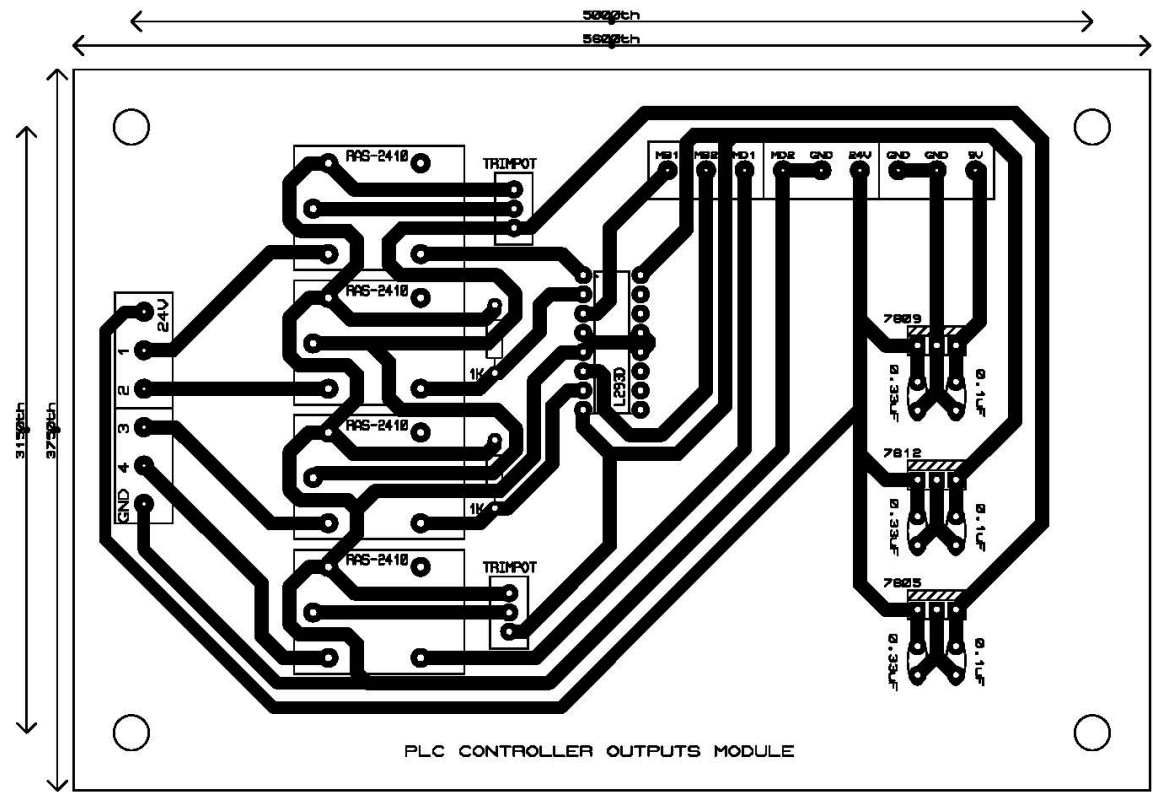 5000th
5600th
RAS-2410
TRIMPOT
MB1 MB2 MD1 MD2 GND 24V GND GND 9V
24V
1
2
3
4
GND
RAS-2410
1K
L293D
7809
0.33uF
0.1uF
3150th
3750th
RAS-2410
1K
7812
0.33uF
0.1uF
RAS-2410
TRIMPOT
7805
0.33uF
0.1uF
PLC CONTROLLER OUTPUTS MODULE